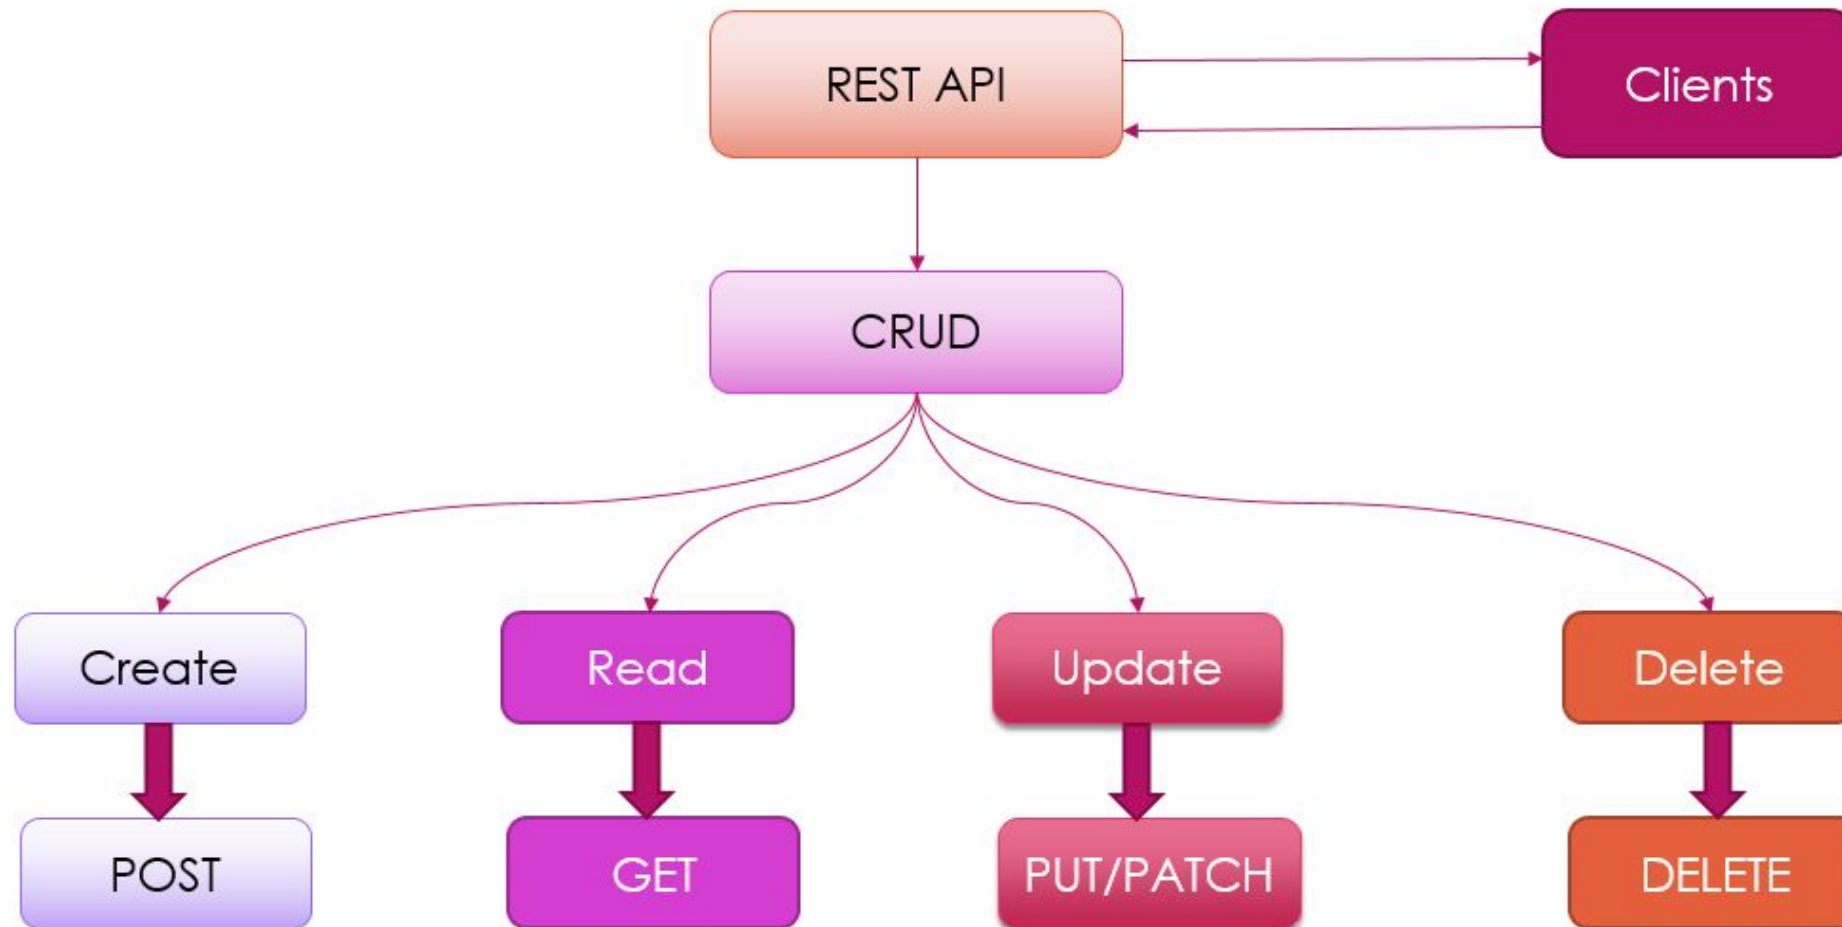 REST API
Clients
CRUD
Create
Read
Update
Delete
POST
GET
PUT/PATCH
DELETE